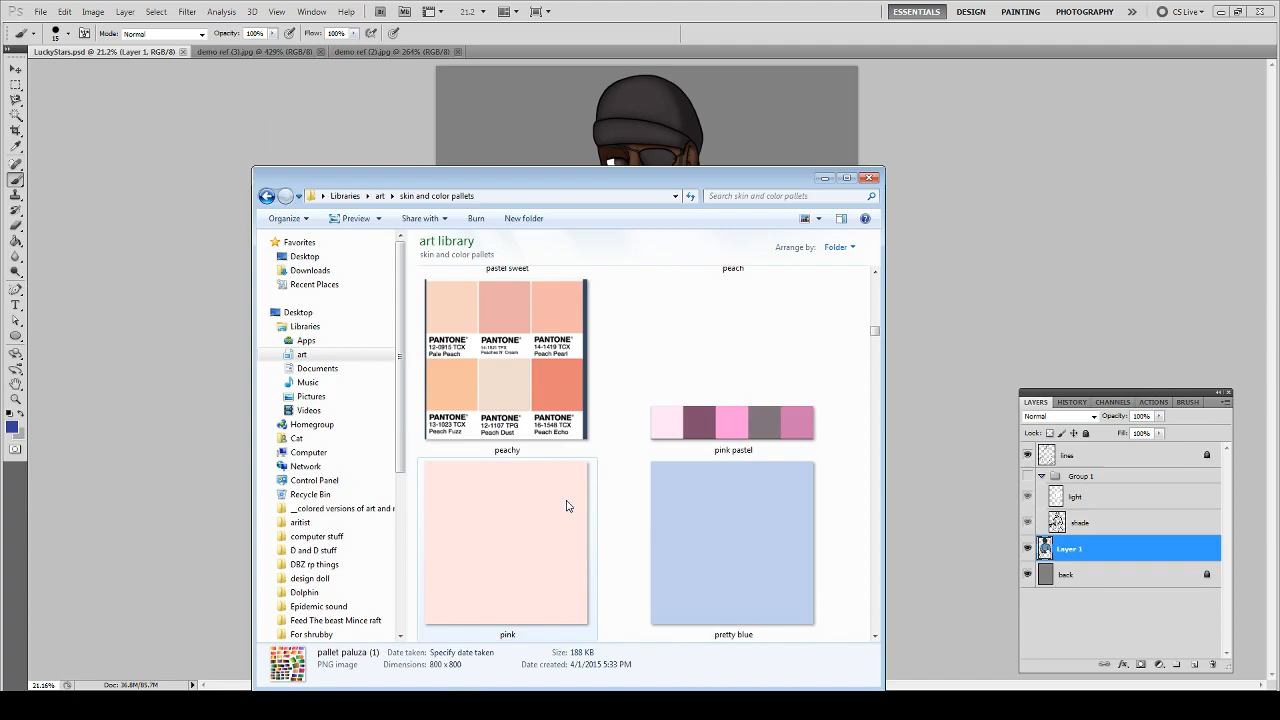 Ps File Edit Image Layer Select Filter Analysis 3D View Window Help Br Mb 21.2 ESSENTIALS DESIGN PAINTING PHOTOGRAPHY CS Live
15 Mode: Normal Opacity: 100% Flow: 100%
LuckyStars.psd @ 21.2% (Layer 1, RGB/8) demo ref (3).jpg @ 429% (RGB/8) demo ref (2).jpg @ 264% (RGB/8)
Libraries art skin and color pallets Search skin and color pallets
Organize Preview Share with Burn New folder
Favorites
Desktop
Downloads
Recent Places
Desktop
Libraries
Apps
art
Documents
Music
Pictures
Videos
Homegroup
Cat
Computer
Network
Control Panel
Recycle Bin
__colored versions of art and r
aritist
computer stuff
D and D stuff
DBZ rp things
design doll
Dolphin
Epidemic sound
Feed The beast Mince raft
For shrubby
art library
skin and color pallets
Arrange by: Folder
pastel sweet peach
PANTONE® PANTONE® PANTONE®
12-0915 TCX 14-1419 TCX
Pale Peach Peaches N' Cream Peach Pearl
PANTONE® PANTONE® PANTONE®
13-1023 TCX 12-1107 TPG 16-1548 TCX
Peach Fuzz Peach Dust Peach Echo
peachy pink pastel
pink pretty blue
pallet paluza (1) Date taken: Specify date taken Size: 188 KB
PNG image Dimensions: 800 x 800 Date created: 4/1/2015 5:33 PM
LAYERS HISTORY CHANNELS ACTIONS BRUSH
Normal Opacity: 100%
Lock: Fill: 100%
lines
Group 1
light
shade
Layer 1
back
21.16% Doc: 36.8M/85.7M